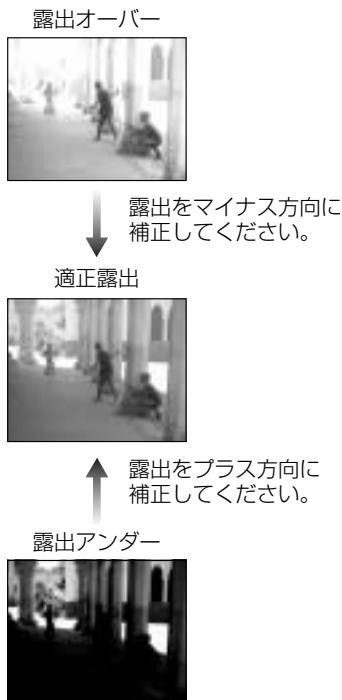 露出オーバー
露出をマイナス方向に
補正してください。
適正露出
露出をプラス方向に
補正してください。
露出アンダー